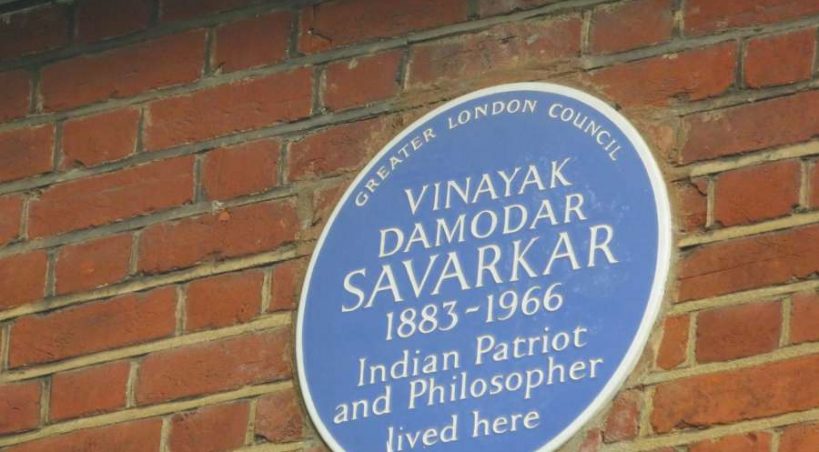 GREATER LONDON COUNCIL
VINAYAK
DAMODAR
SAVARKAR
1883-1966
Indian Patriot
and Philosopher
lived here